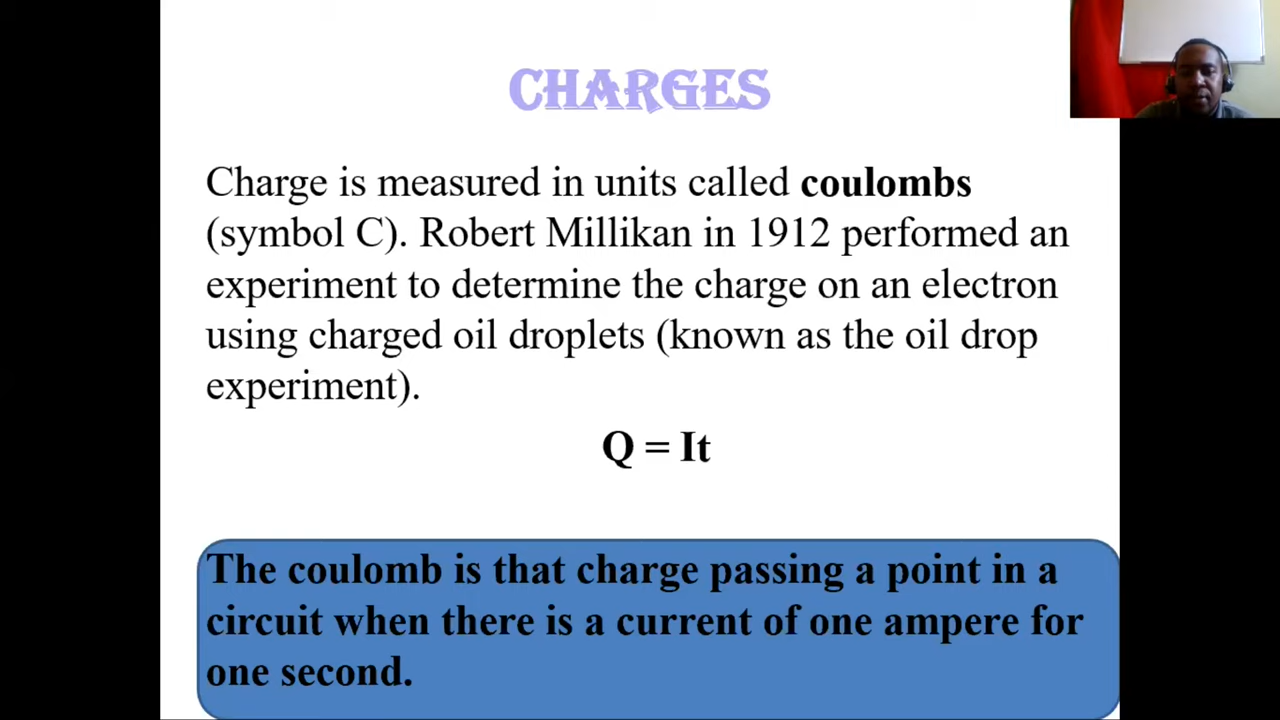 CHARGES
Charge is measured in units called coulombs
(symbol C). Robert Millikan in 1912 performed an
experiment to determine the charge on an electron
using charged oil droplets (known as the oil drop
experiment).
Q = It
The coulomb is that charge passing a point in a
circuit when there is a current of one ampere for
one second.